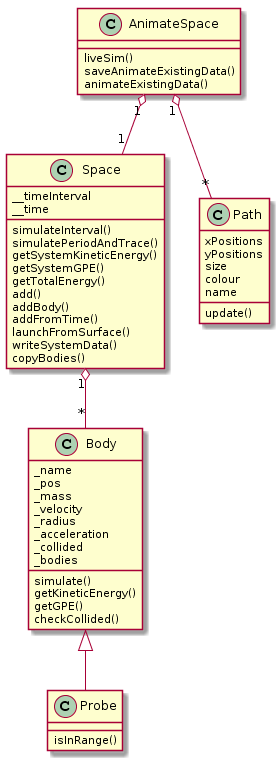 C AnimateSpace
liveSim()
saveAnimateExistingData()
animateExistingData()
1 1
1 *
C Space
__timeInterval
__time
simulateInterval()
simulatePeriodAndTrace()
getSystemKineticEnergy()
getSystemGPE()
getTotalEnergy()
add()
addBody()
addFromTime()
launchFromSurface()
writeSystemData()
copyBodies()
C Path
xPositions
yPositions
size
colour
name
update()
1
*
C Body
_name
_pos
_mass
_velocity
_radius
_acceleration
_collided
_bodies
simulate()
getKineticEnergy()
getGPE()
checkCollided()
C Probe
isInRange()